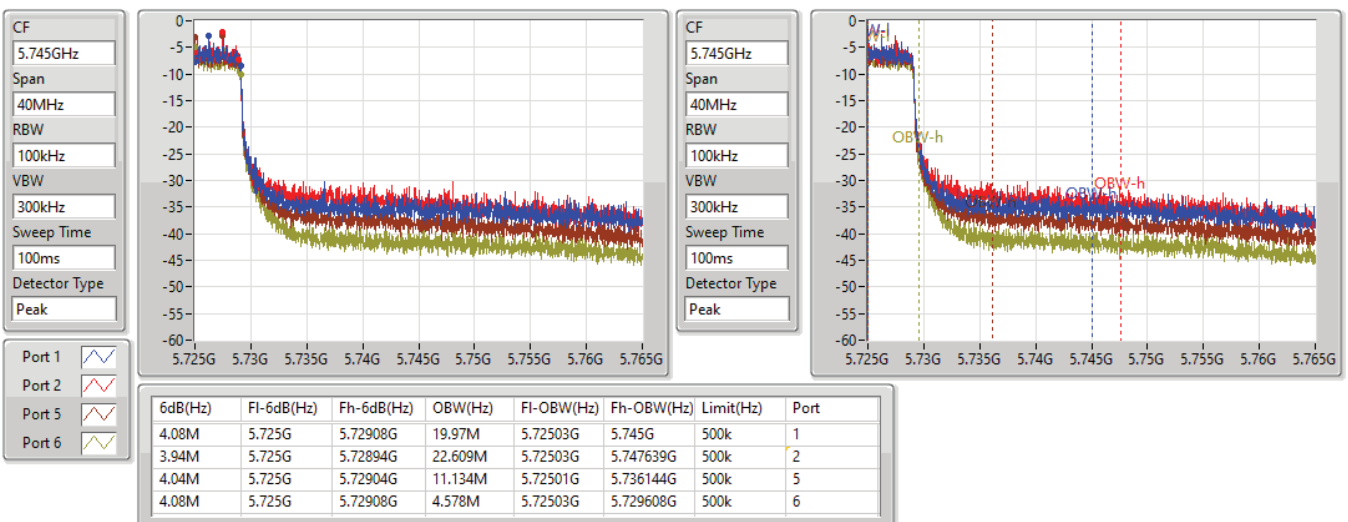 CF
5.745GHz
Span
40MHz
RBW
100kHz
VBW
300kHz
Sweep Time
100ms
Detector Type
Peak
0-
-5-
-10-
-15-
-20-
-25-
-30-
-35-
-40-
-45-
-50-
-55-
-60-
5.725G 5.73G 5.735G 5.74G 5.745G 5.75G 5.755G 5.76G 5.765G
CF
5.745GHz
Span
40MHz
RBW
100kHz
VBW
300kHz
Sweep Time
100ms
Detector Type
Peak
0-
-5-
-10-
-15-
-20-
-25-
-30-
-35-
-40-
-45-
-50-
-55-
-60-
OBW-h
OBW-h
OBW-h
5.725G 5.73G 5.735G 5.74G 5.745G 5.75G 5.755G 5.76G 5.765G
Port 1
Port 2
Port 5
Port 6
6dB(Hz) Fl-6dB(Hz) Fh-6dB(Hz) OBW(Hz) Fl-OBW(Hz) Fh-OBW(Hz) Limit(Hz) Port
4.08M 5.725G 5.72908G 19.97M 5.72503G 5.745G 500k 1
3.94M 5.725G 5.72894G 22.609M 5.72503G 5.747639G 500k 2
4.04M 5.725G 5.72904G 11.134M 5.72501G 5.736144G 500k 5
4.08M 5.725G 5.72908G 4.578M 5.72503G 5.729608G 500k 6